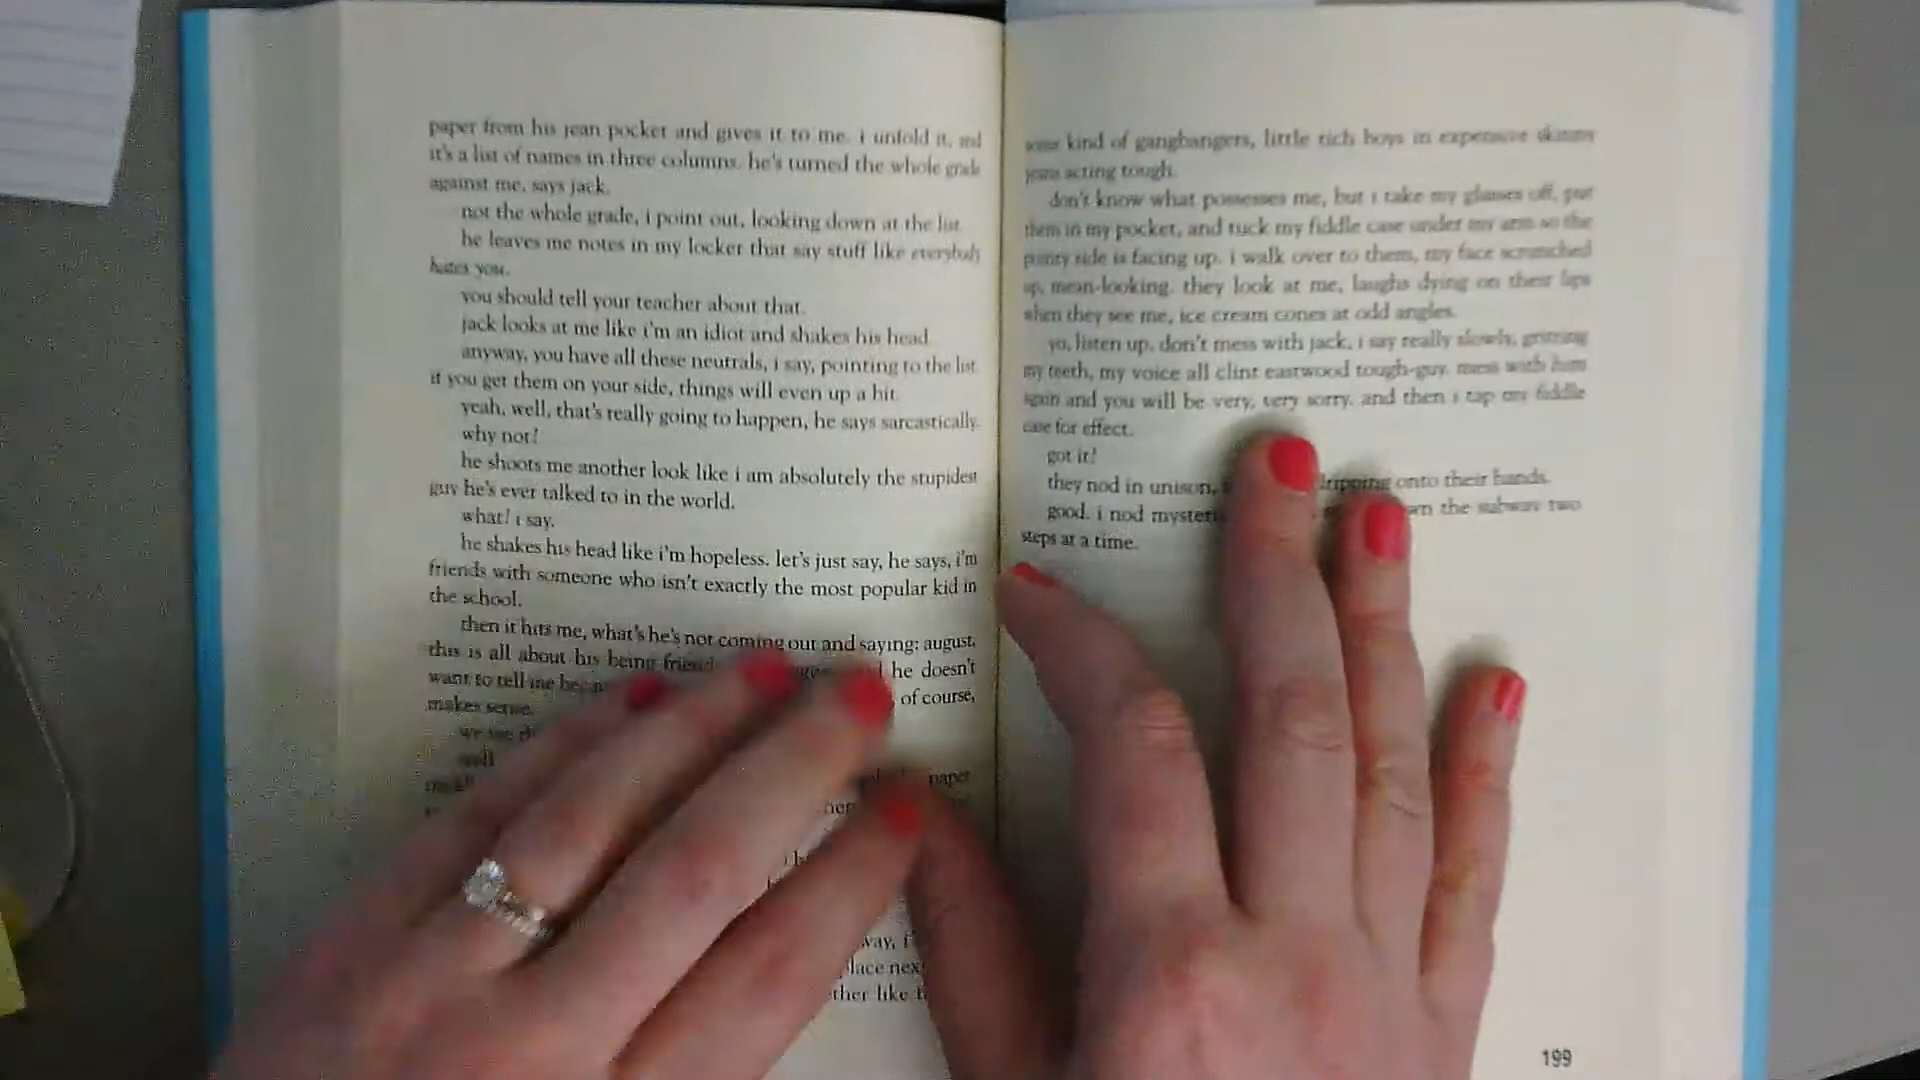 paper from his jean pocket and gives it to me. i unfold it, and
it's a list of names in three columns. he's turned the whole grade
against me, says jack.
not the whole grade, i point out, looking down at the list.
he leaves me notes in my locker that say stuff like everybody
hates you.
you should tell your teacher about that.
jack looks at me like i'm an idiot and shakes his head.
anyway, you have all these neutrals, i say, pointing to the list.
if you get them on your side, things will even up a bit.
yeah, well, that's really going to happen, he says sarcastically.
why not?
he shoots me another look like i am absolutely the stupidest
guy he's ever talked to in the world.
what? i say.
he shakes his head like i'm hopeless. let's just say, he says, i'm
friends with someone who isn't exactly the most popular kid in
the school.
then it hits me, what's he's not coming out and saying: august.
this is all about his being he doesn't
want to tell me of course,
makes sense.
we see
well
paper
way,
place
like
some kind of gangbangers, little rich boys in expensive skinny
jeans acting tough.
don't know what possesses me, but i take my glasses off, put
them in my pocket, and tuck my fiddle case under my arm so the
pointy side is facing up. i walk over to them, my face scrunched
up, mean-looking. they look at me, laughs dying on their lips
when they see me, ice cream cones at odd angles.
yo, listen up. don't mess with jack, i say really slowly, gritting
my teeth, my voice all clint eastwood tough-guy. mess with him
again and you will be very, very sorry. and then i tap my fiddle
case for effect.
got it?
they nod in unison, dripping onto their hands.
good. i nod the subway two
steps at a time.
199